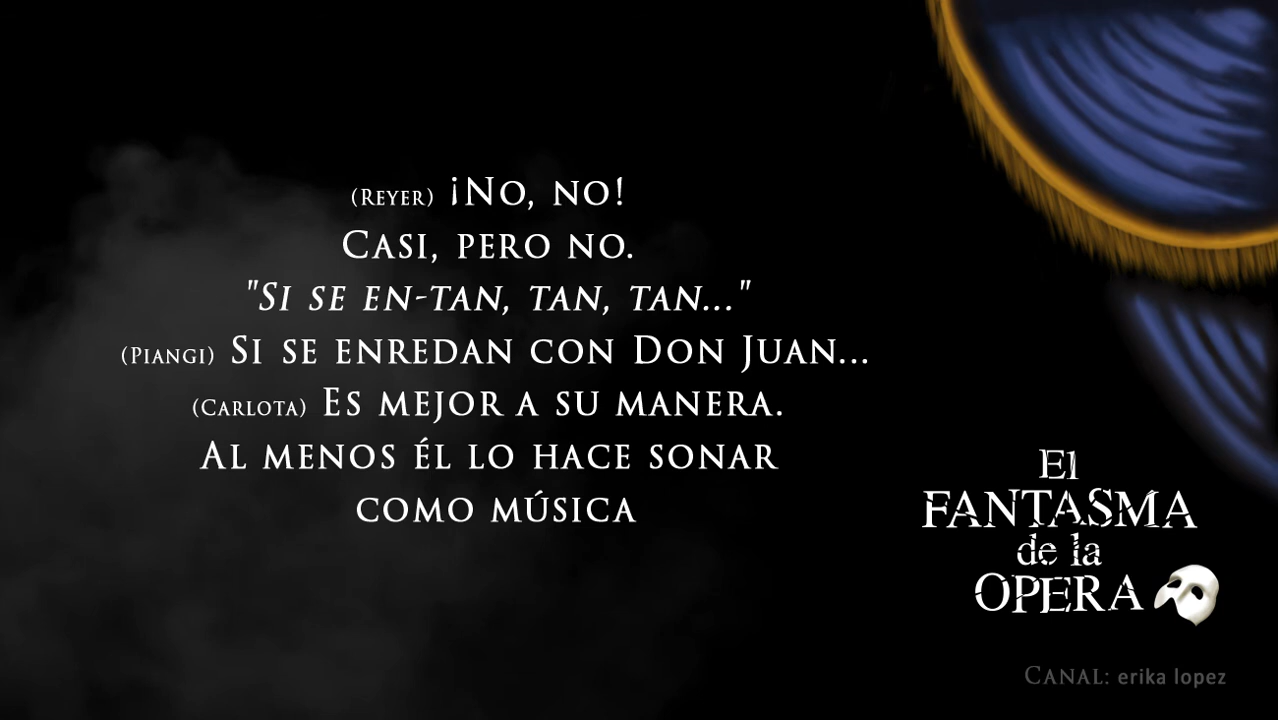 (Reyer) ¡No, no!
Casi, pero no.
"Si se en-tan, tan, tan..."
(Piangi) Si se enredan con Don Juan...
(Carlota) Es mejor a su manera.
Al menos él lo hace sonar
como música
El
FANTASMA
de la
OPERA
Canal: erika lopez